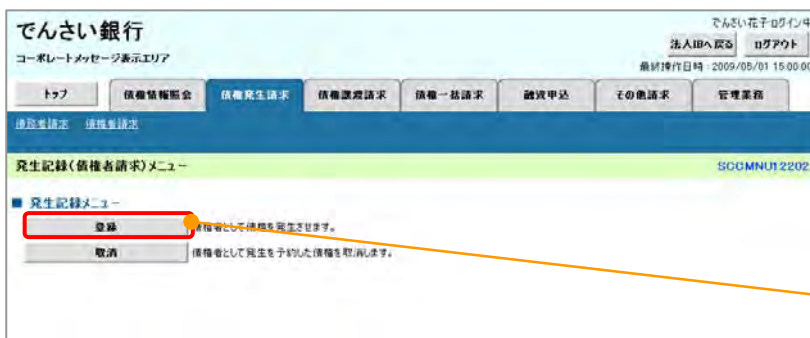 でんさい銀行
コーポレートメッセージ表示エリア
でんさい花子ログイン中
法人IBへ戻る ログアウト
最終操作日時：2009/05/01 15:00:00
トップ 債権情報照会 債権発生請求 債権譲渡請求 債権一括請求 融資申込 その他請求 管理業務
債務者請求 債権者請求
発生記録(債権者請求)メニュー SCCMNU12202
■ 発生記録メニュー
登録 債権者として債権を発生させます。
取消 債権者として発生を予約した債権を取消します。